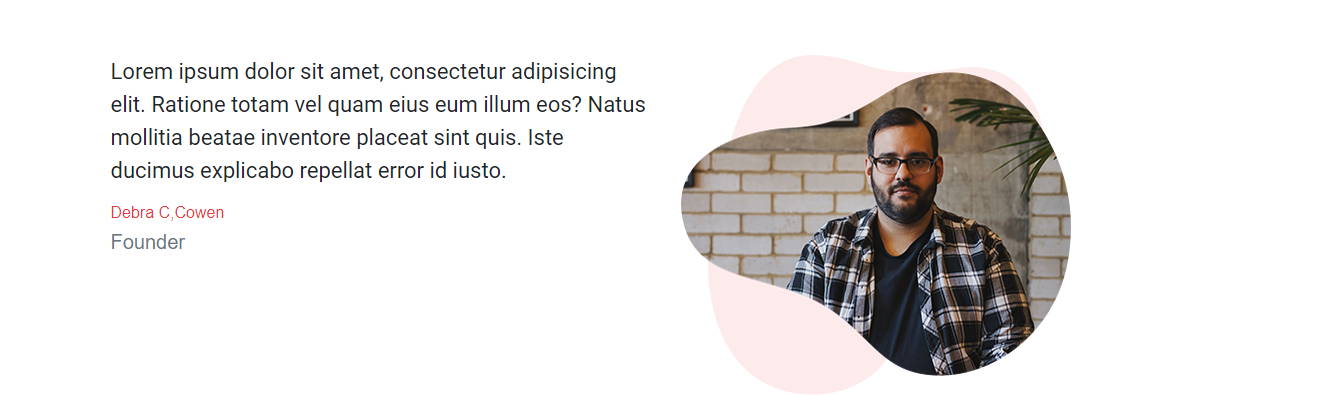 Lorem ipsum dolor sit amet, consectetur adipisicing
elit. Ratione totam vel quam eius eum illum eos? Natus
mollitia beatae inventore placeat sint quis. Iste
ducimus explicabo repellat error id iusto.
Debra C,Cowen
Founder